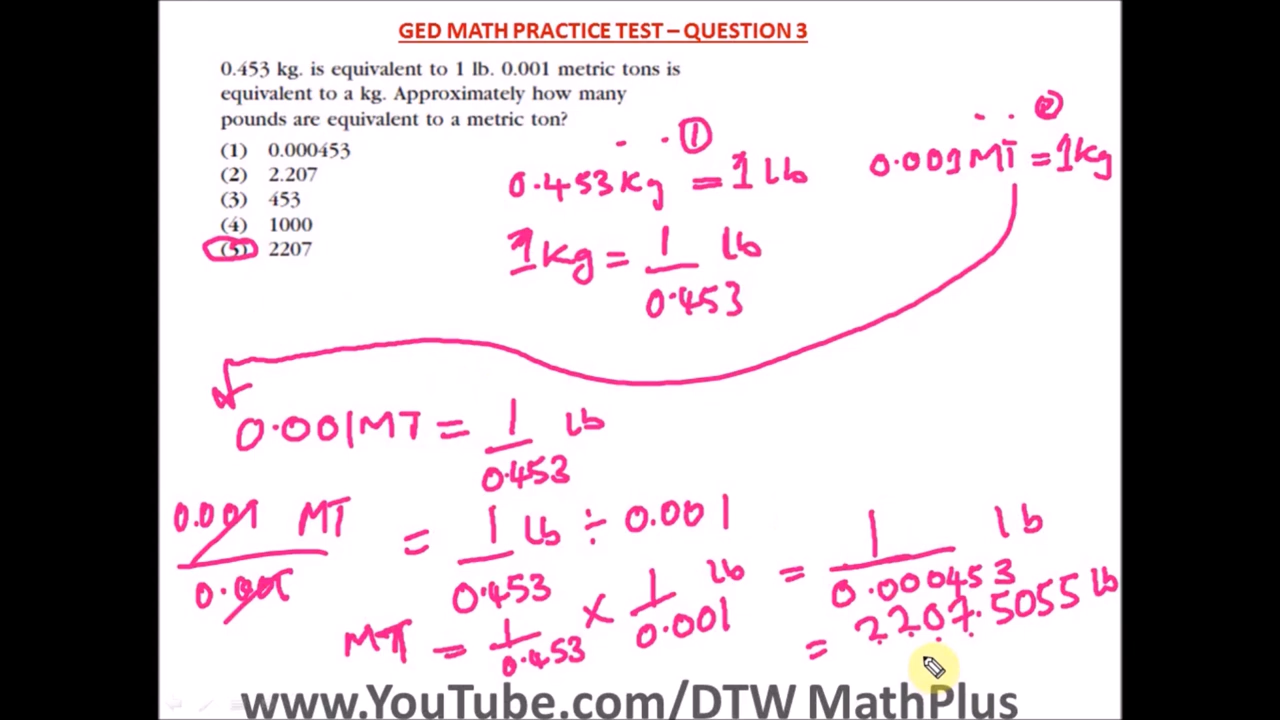 GED MATH PRACTICE TEST – QUESTION 3
0.453 kg. is equivalent to 1 lb. 0.001 metric tons is
equivalent to a kg. Approximately how many
pounds are equivalent to a metric ton?
(1) 0.000453
(2) 2.207
(3) 453
(4) 1000
(5) 2207
0.453 Kg = 1 lb ①
0.001 MT = 1 kg ②
1 Kg = 1/0.453 lb
0.001 MT = 1/0.453 lb
0.001 MT / 0.001 = 1/0.453 lb ÷ 0.001
MT = 1/0.453 × 1/0.001 lb
= 1/0.000453 lb
= 2207.5055 lb
www.YouTube.com/DTW MathPlus